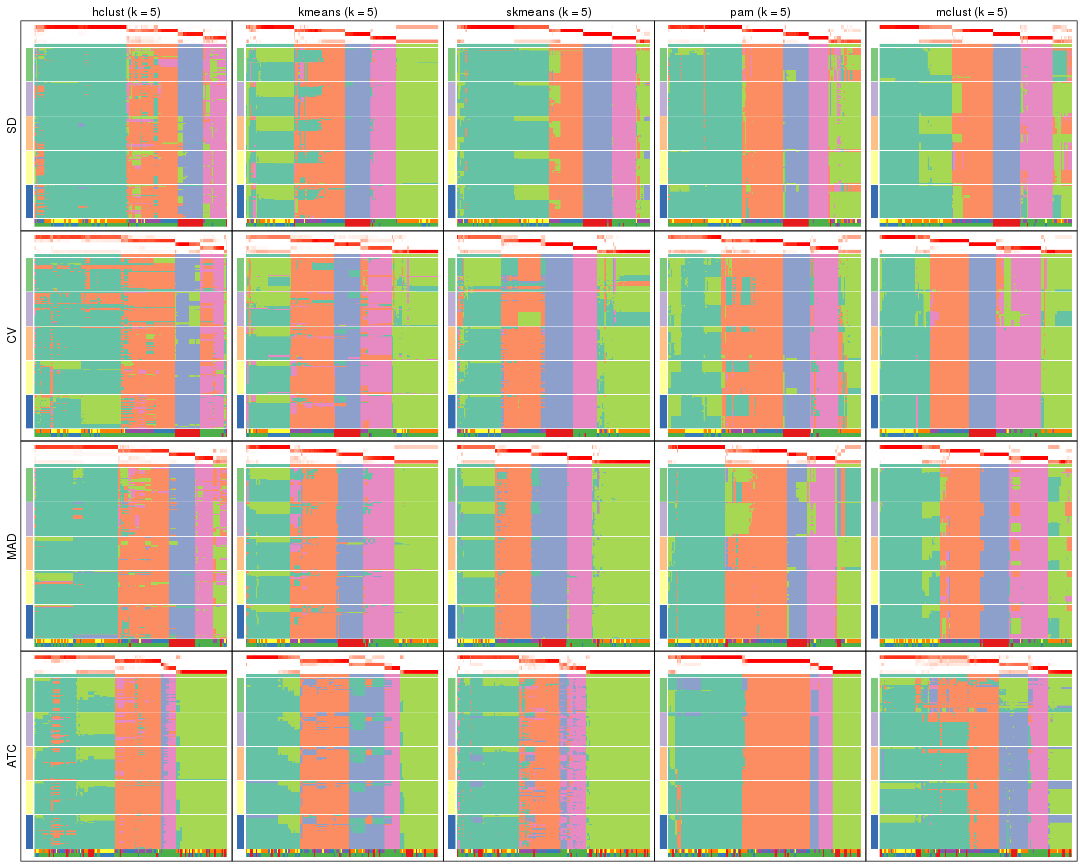 hclust (k = 5)
kmeans (k = 5)
skmeans (k = 5)
pam (k = 5)
mclust (k = 5)
SD
CV
MAD
ATC